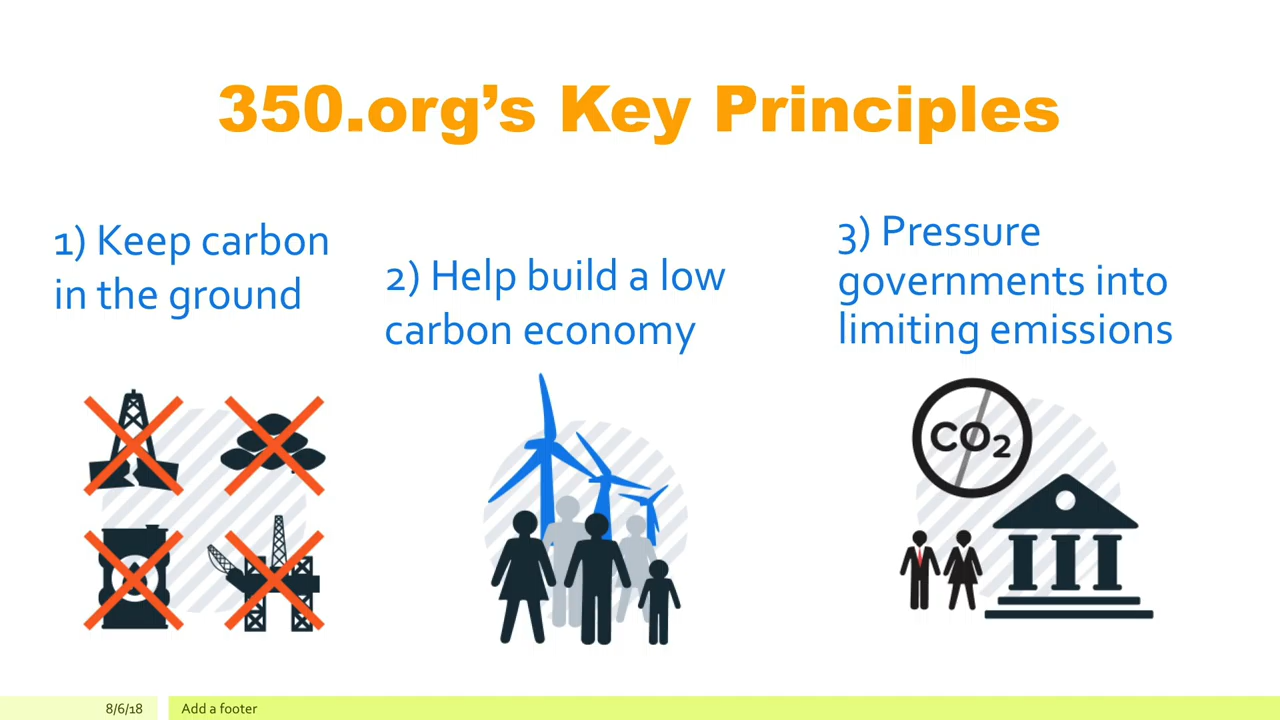 350.org’s Key Principles
1) Keep carbon
in the ground
2) Help build a low
carbon economy
3) Pressure
governments into
limiting emissions
CO₂
8/6/18
Add a footer